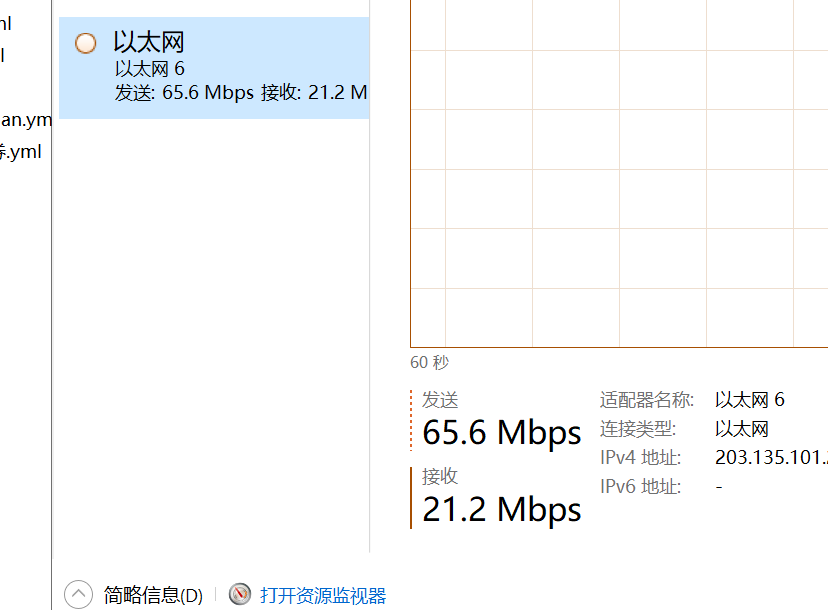 以太网
以太网 6
发送: 65.6 Mbps 接收: 21.2 M
an.ym
.yml
60 秒
发送
65.6 Mbps
接收
21.2 Mbps
适配器名称: 以太网 6
连接类型: 以太网
IPv4 地址: 203.135.101.
IPv6 地址: -
简略信息(D)
打开资源监视器